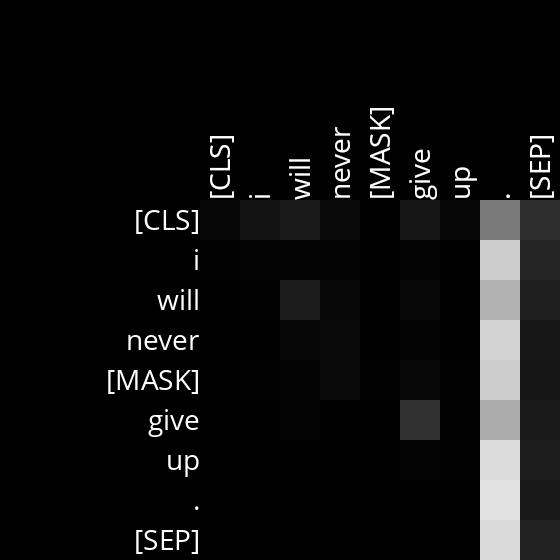 [CLS] i will never [MASK] give up . [SEP]
[CLS]
i
will
never
[MASK]
give
up
.
[SEP]